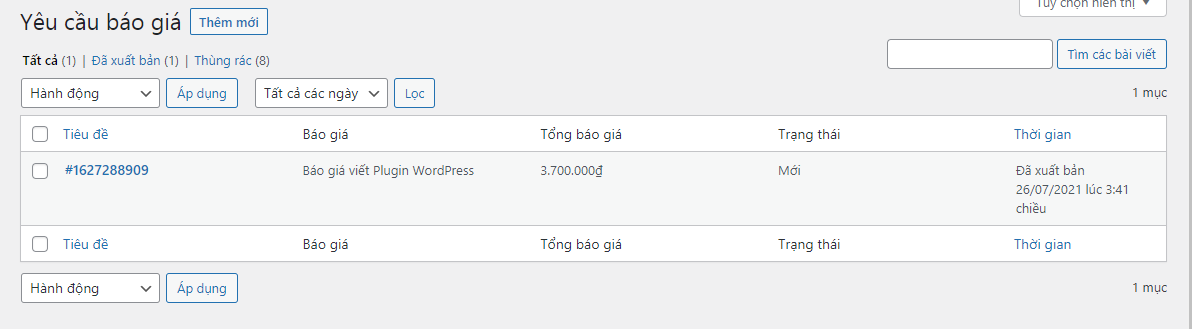 Tùy chọn hiển thị ▼
Yêu cầu báo giá Thêm mới
Tất cả (1) | Đã xuất bản (1) | Thùng rác (8)
Tìm các bài viết
Hành động Áp dụng Tất cả các ngày Lọc 1 mục
Tiêu đề Báo giá Tổng báo giá Trạng thái Thời gian
#1627288909 Báo giá viết Plugin WordPress 3.700.000₫ Mới Đã xuất bản
26/07/2021 lúc 3:41
chiều
Tiêu đề Báo giá Tổng báo giá Trạng thái Thời gian
Hành động Áp dụng 1 mục